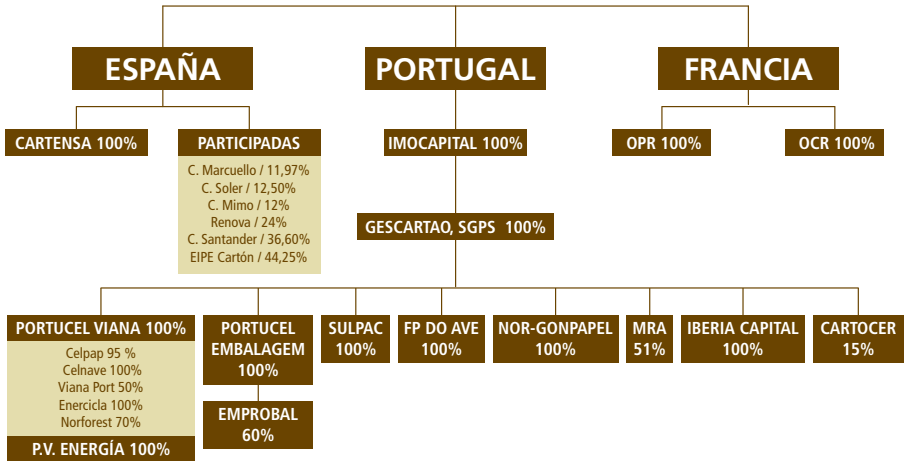 ESPAÑA
PORTUGAL
FRANCIA
CARTENSA 100%
PARTICIPADAS
C. Marcuello / 11,97%
C. Soler / 12,50%
C. Mimo / 12%
Renova / 24%
C. Santander / 36,60%
EIPE Cartón / 44,25%
IMOCAPITAL 100%
OPR 100%
OCR 100%
GESCARTAO, SGPS 100%
PORTUCEL VIANA 100%
Celpap 95 %
Celnave 100%
Viana Port 50%
Enercicla 100%
Norforest 70%
P.V. ENERGÍA 100%
PORTUCEL
EMBALAGEM
100%
EMPROBAL
60%
SULPAC
100%
FP DO AVE
100%
NOR-GONPAPEL
100%
MRA
51%
IBERIA CAPITAL
100%
CARTOCER
15%